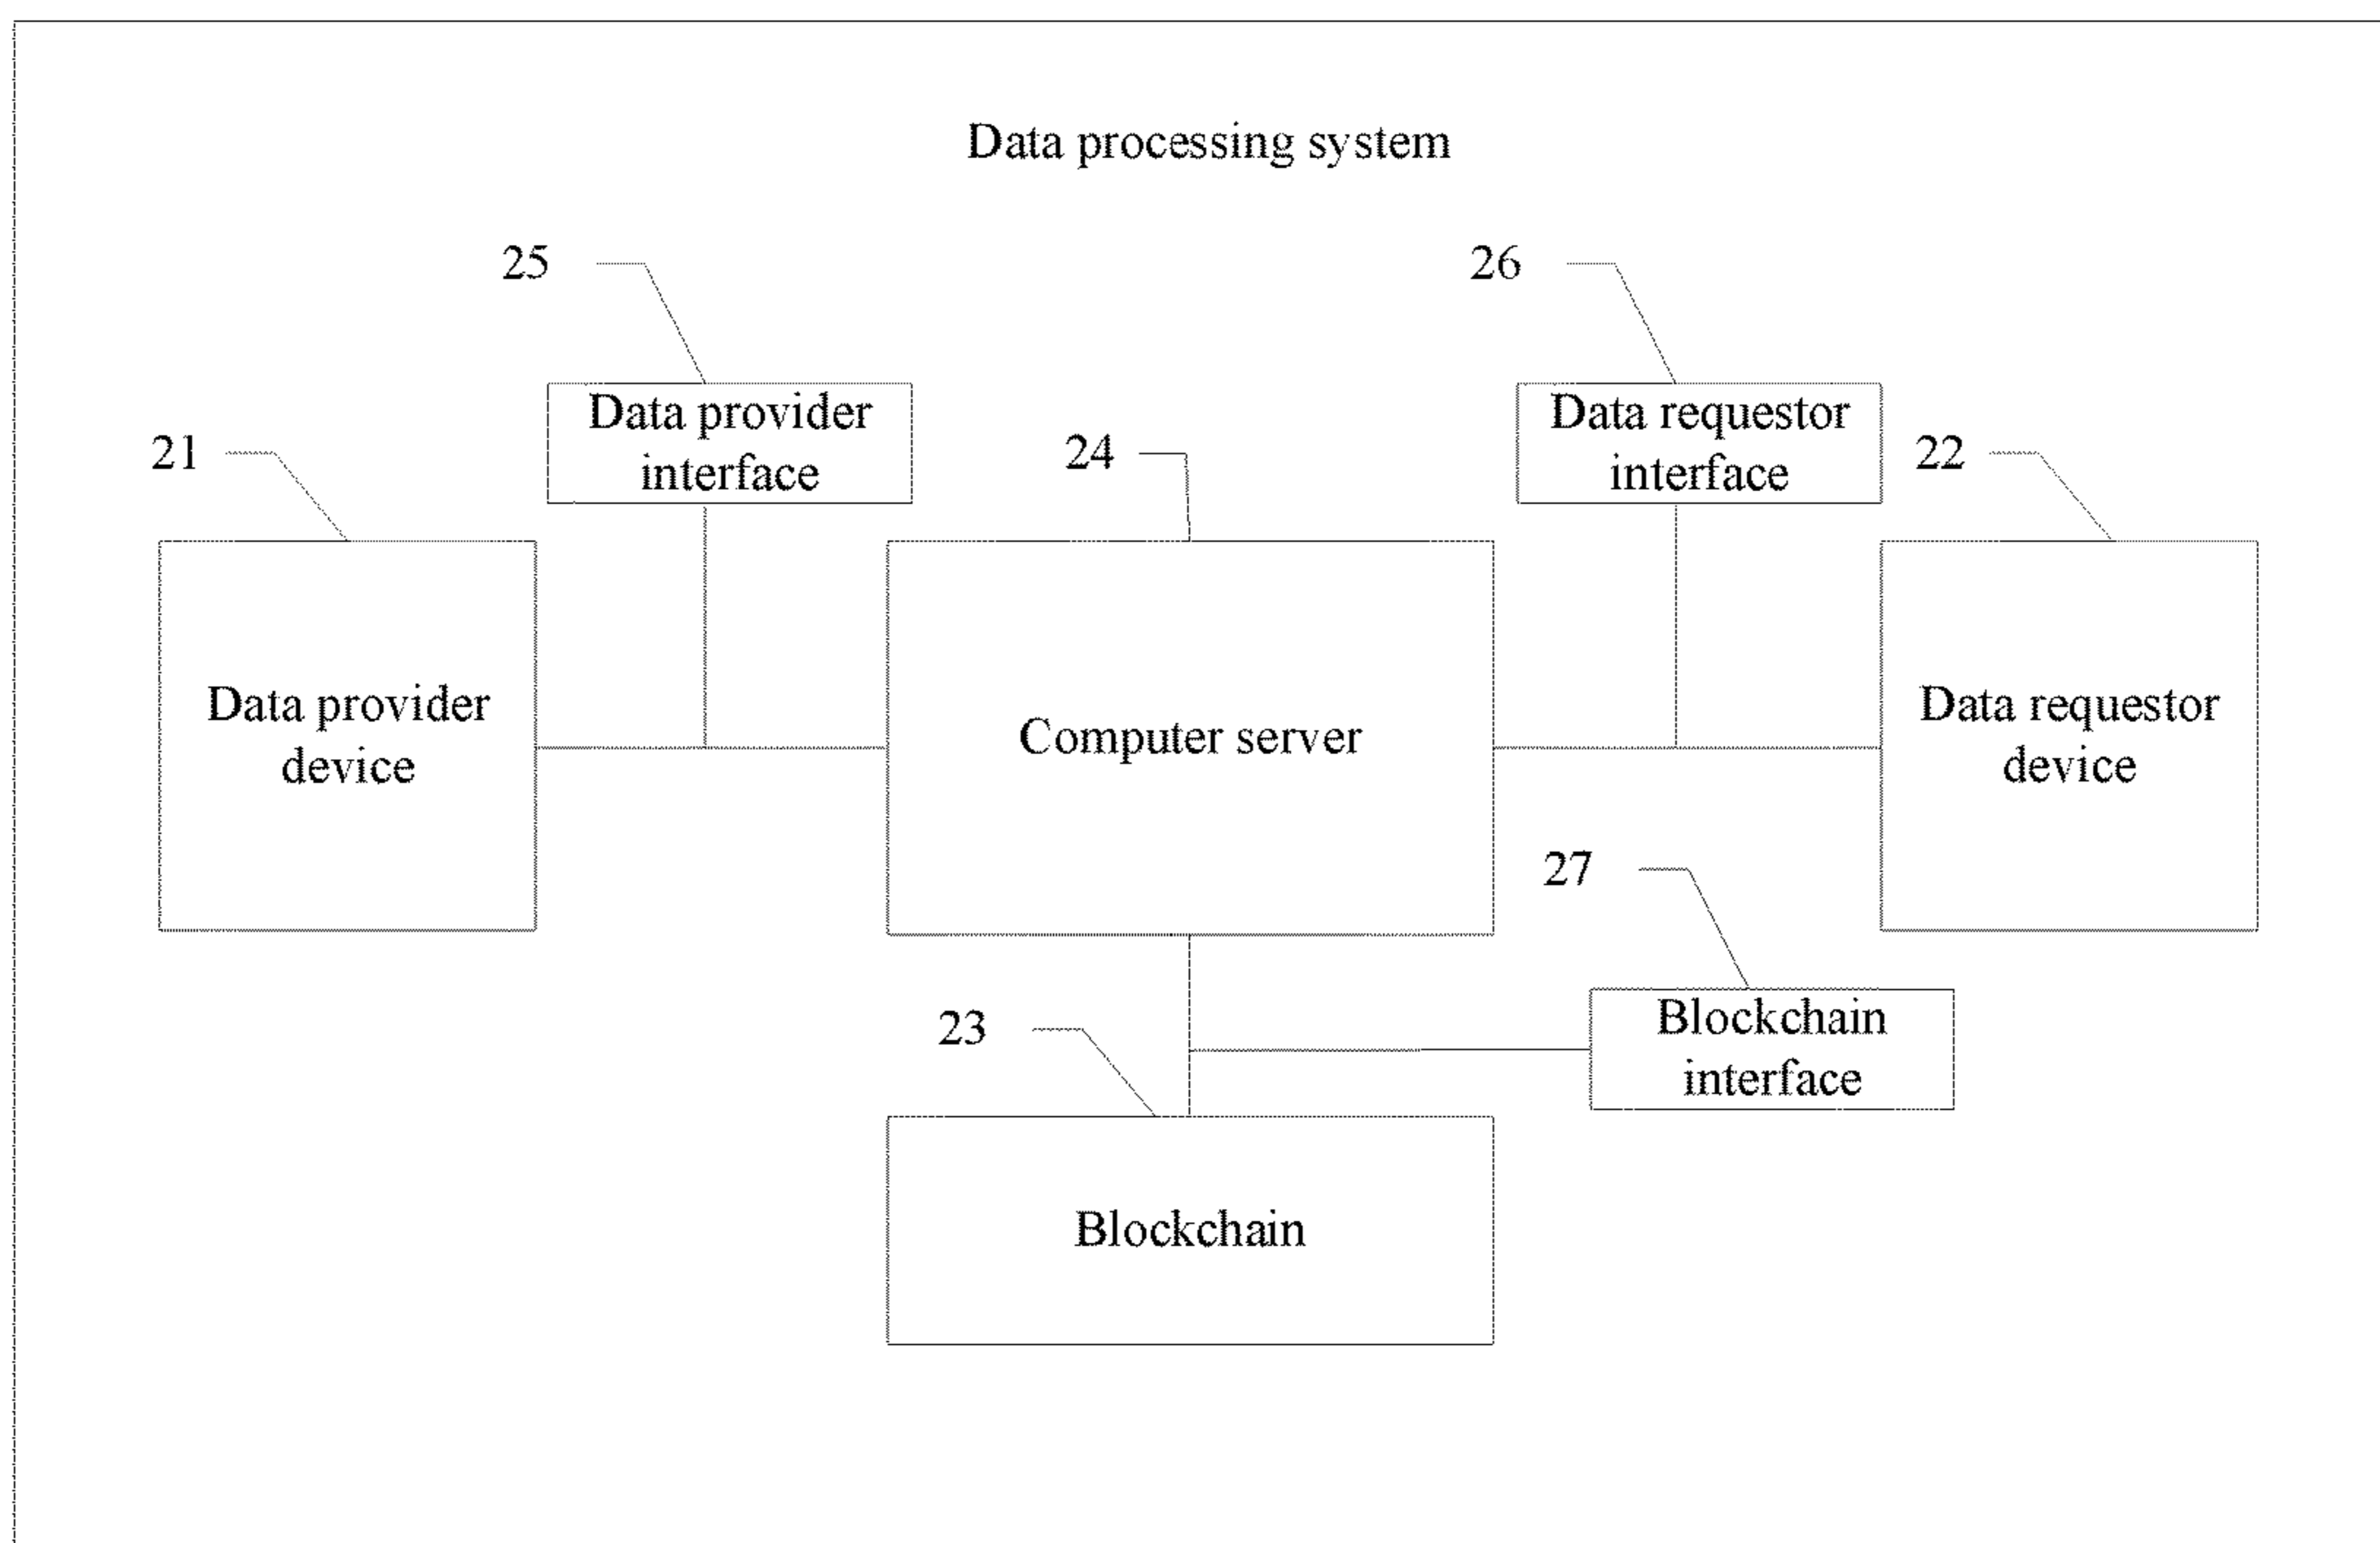 Data processing system
25
26
Data provider
interface
Data requestor
interface
21
24
22
Data provider
device
Computer server
Data requestor
device
27
23
Blockchain
interface
Blockchain